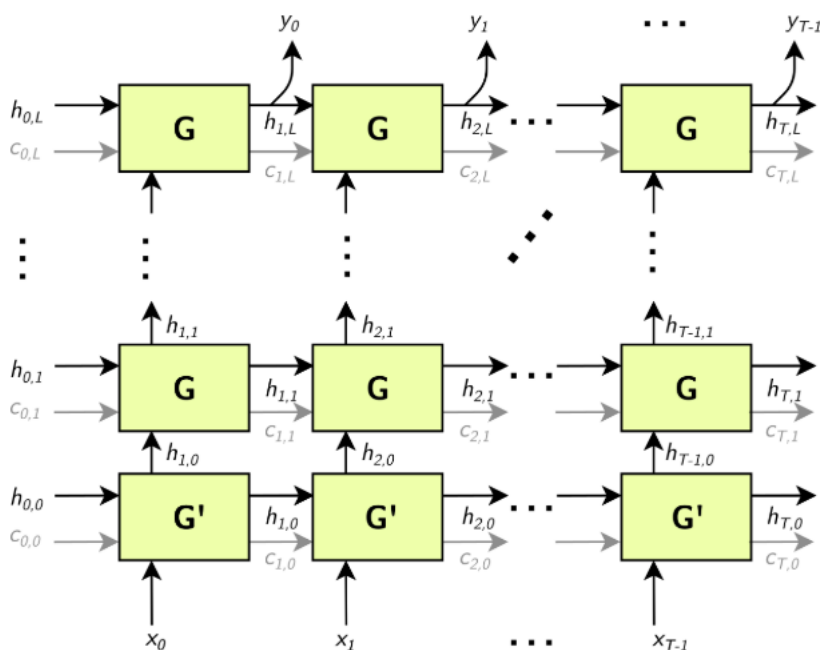 y0 y1 ... yT-1
h0,L G h1,L G h2,L ... G hT,L
c0,L c1,L c2,L cT,L
h1,1 h2,1 hT-1,1
h0,1 G h1,1 G h2,1 ... G hT,1
c0,1 c1,1 c2,1 cT,1
h1,0 h2,0 hT-1,0
h0,0 G' h1,0 G' h2,0 ... G' hT,0
c0,0 c1,0 c2,0 cT,0
x0 x1 ... xT-1